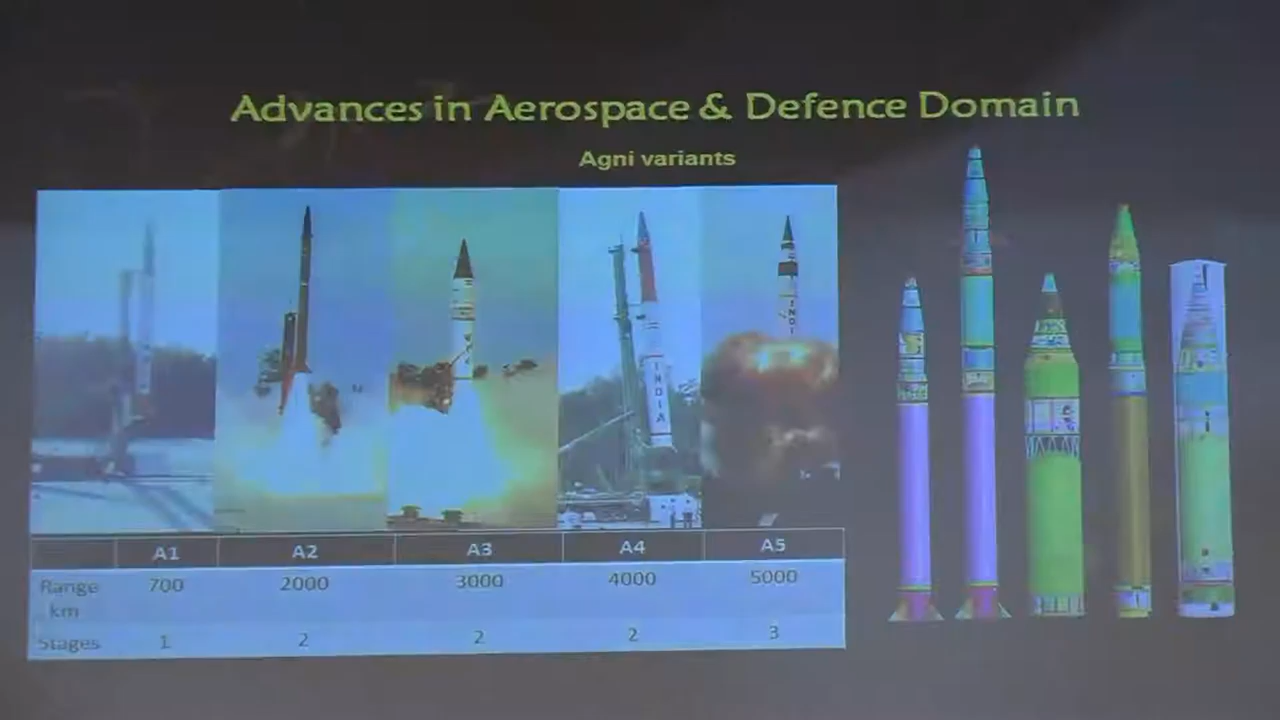 Advances in Aerospace & Defence Domain
Agni variants
INDIA
INDI
A1 A2 A3 A4 A5
Range km 700 2000 3000 4000 5000
Stages 1 2 2 2 3